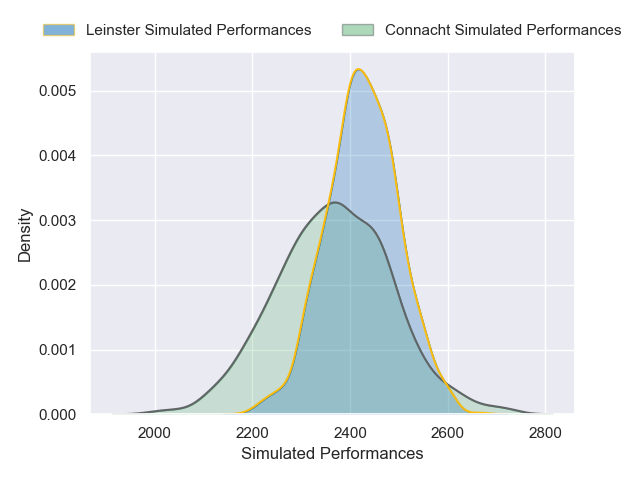 Leinster Simulated Performances
Connacht Simulated Performances
Density
0.005
0.004
0.003
0.002
0.001
0.000
2000
2200
2400
2600
2800
Simulated Performances